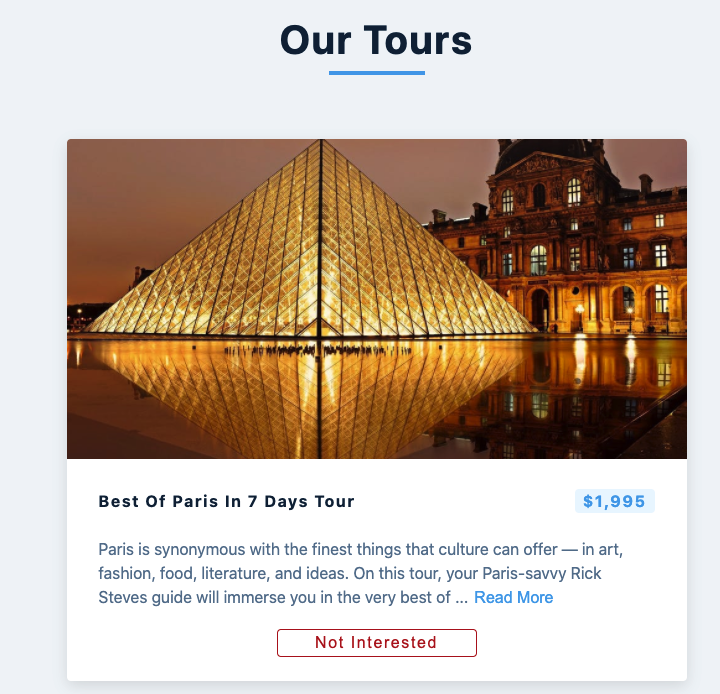 Our Tours
Best Of Paris In 7 Days Tour
$1,995
Paris is synonymous with the finest things that culture can offer — in art,
fashion, food, literature, and ideas. On this tour, your Paris-savvy Rick
Steves guide will immerse you in the very best of ... Read More
Not Interested